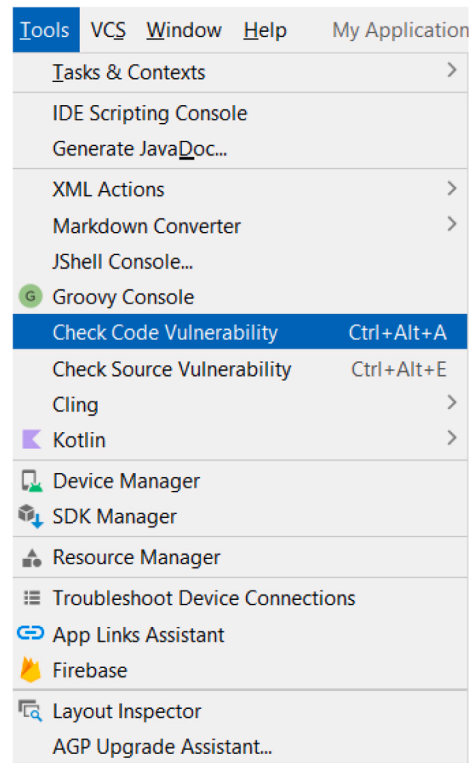 Tools VCS Window Help My Application
Tasks & Contexts
IDE Scripting Console
Generate JavaDoc...
XML Actions
Markdown Converter
JShell Console...
G Groovy Console
Check Code Vulnerability Ctrl+Alt+A
Check Source Vulnerability Ctrl+Alt+E
Cling
Kotlin
Device Manager
SDK Manager
Resource Manager
Troubleshoot Device Connections
App Links Assistant
Firebase
Layout Inspector
AGP Upgrade Assistant...